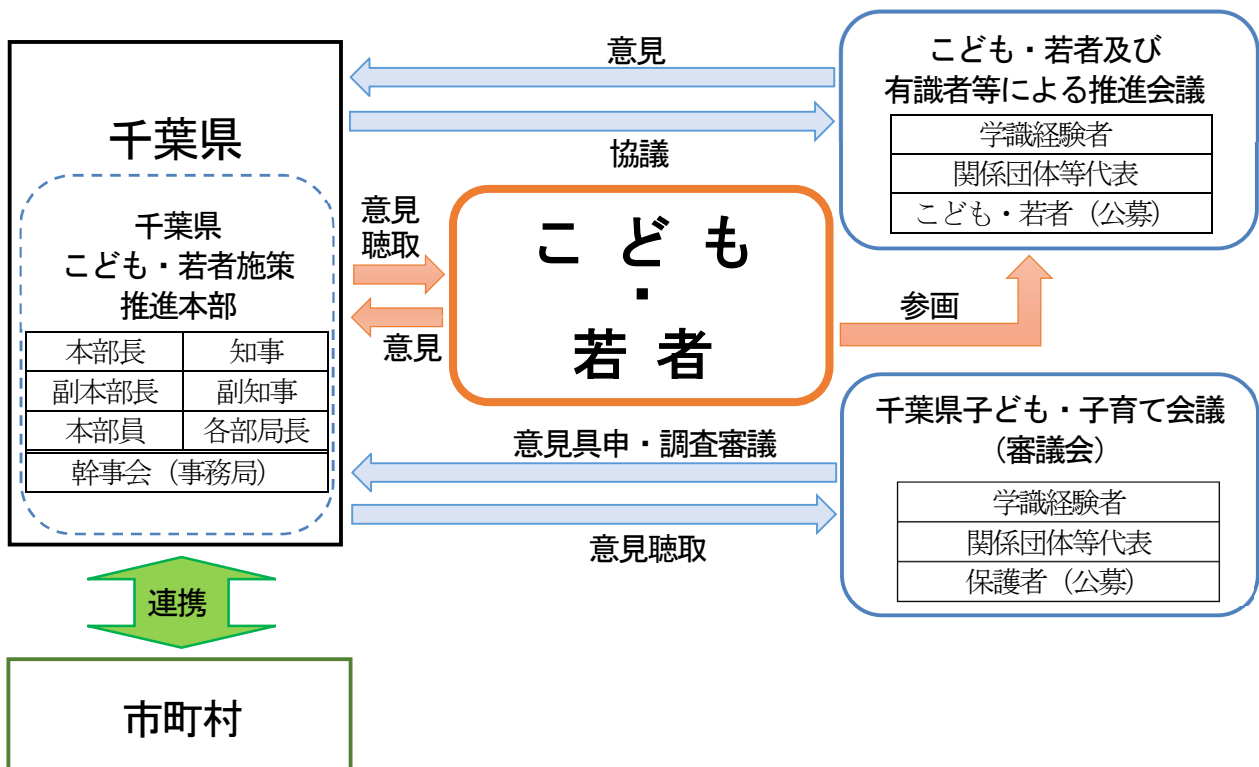 千葉県
千葉県
こども・若者施策
推進本部
本部長 知事
副本部長 副知事
本部員 各部局長
幹事会（事務局）
連携
市町村
意見
協議
意見
聴取
意見
こども
・
若者
参画
意見具申・調査審議
意見聴取
こども・若者及び
有識者等による推進会議
学識経験者
関係団体等代表
こども・若者（公募）
千葉県子ども・子育て会議
（審議会）
学識経験者
関係団体等代表
保護者（公募）